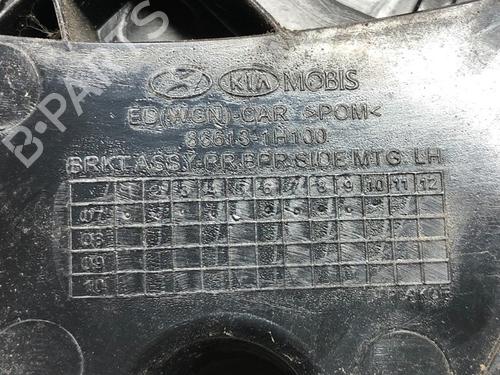 KIA MOBIS
ED(WGN)-CAR >POM<
86613-1H100
BRKT ASSY-RR BPR SIDE MTG LH
1 2 3 4 5 6 7 8 9 10 11 12
07
08
09
10